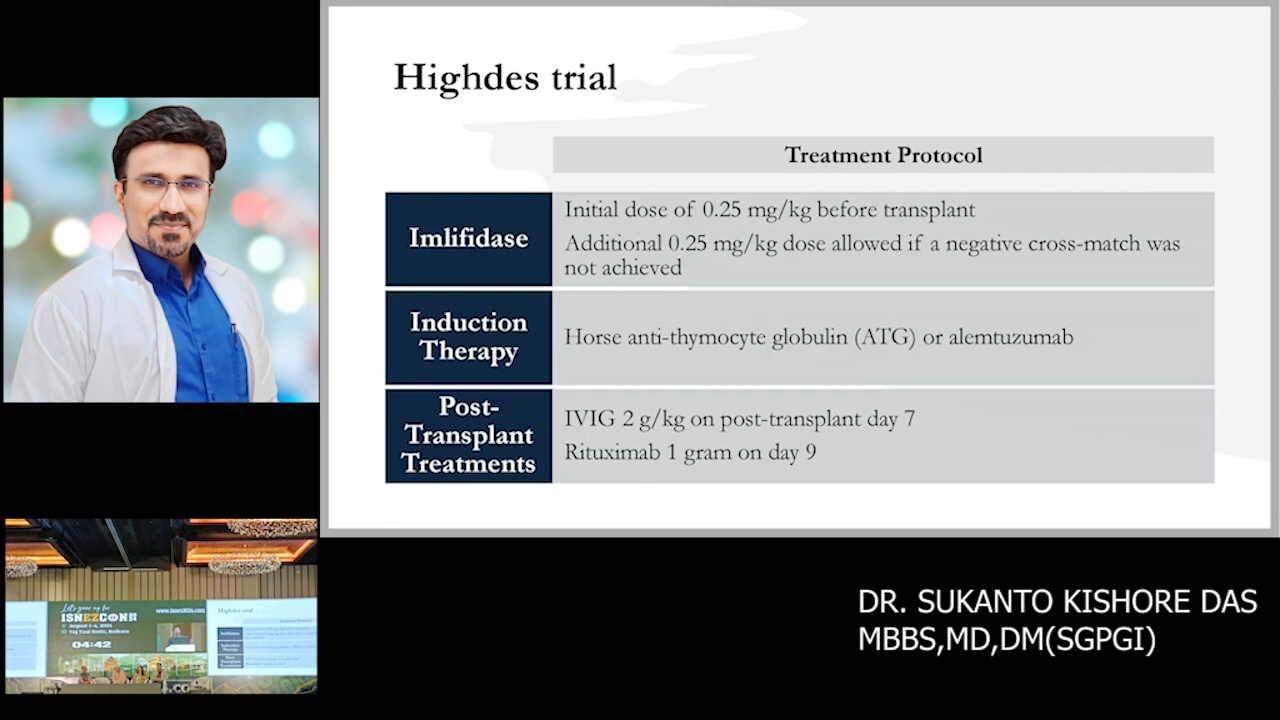 Highdes trial
Treatment Protocol
Imlifidase
Initial dose of 0.25 mg/kg before transplant
Additional 0.25 mg/kg dose allowed if a negative cross-match was
not achieved
Induction
Therapy
Horse anti-thymocyte globulin (ATG) or alemtuzumab
Post-
Transplant
Treatments
IVIG 2 g/kg on post-transplant day 7
Rituximab 1 gram on day 9
Let's gear up for
www.isnez2024.com
ISNEZCON
August 1-4, 2024
Taj Taal Kutir, Kolkata
04:42
Highdes trial
DR. SUKANTO KISHORE DAS
MBBS,MD,DM(SGPGI)